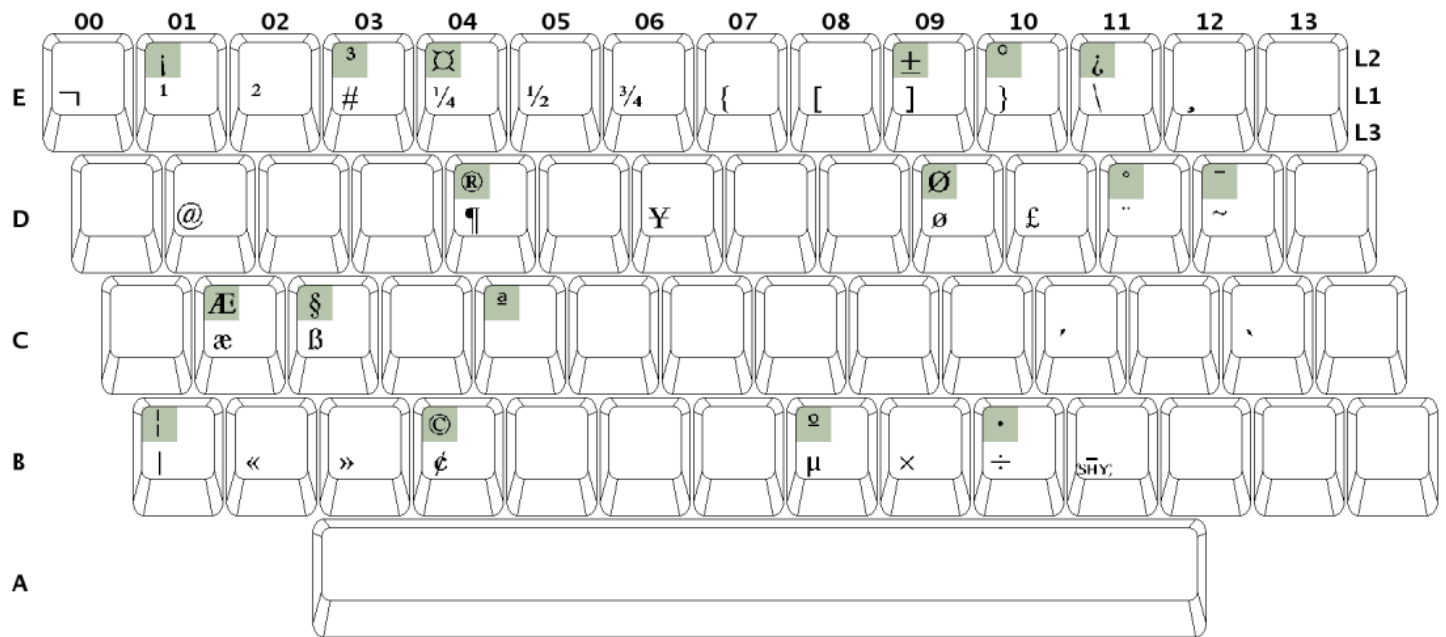 00 01 02 03 04 05 06 07 08 09 10 11 12 13
¡ ³ ¤ ± ° ¿ L2
E ¬ ¹ ² # ¼ ½ ¾ { [ ] } \ ¸ L1
L3
® Ø ° ¯
D @ ¶ ¥ ø £ ¨ ~
Æ § ª
C æ ß ´ `
¦ © º ·
B | « » ¢ µ × ÷ (SHY)
A